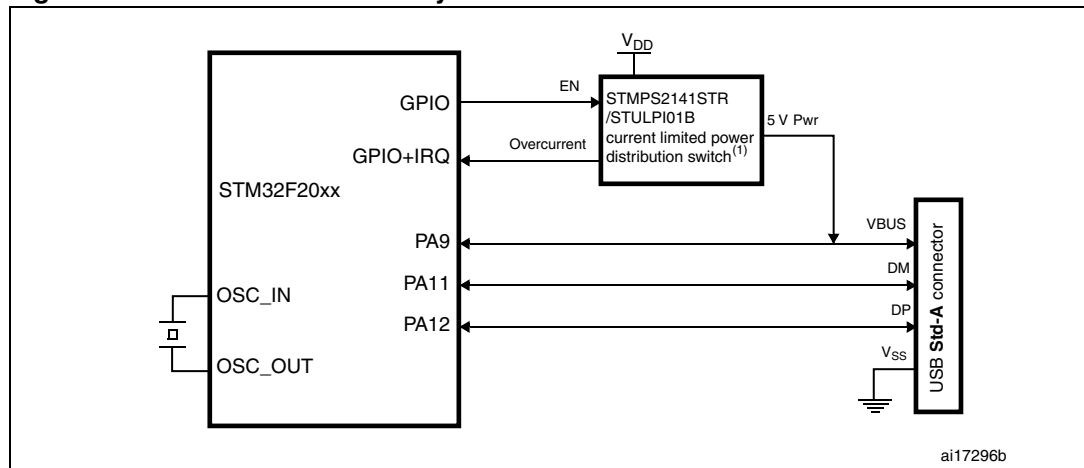 V_DD
GPIO
EN
STMPS2141STR
/STULPI01B
current limited power
distribution switch(1)
5 V Pwr
GPIO+IRQ
Overcurrent
STM32F20xx
PA9
VBUS
PA11
DM
PA12
DP
OSC_IN
OSC_OUT
V_SS
USB Std-A connector
ai17296b